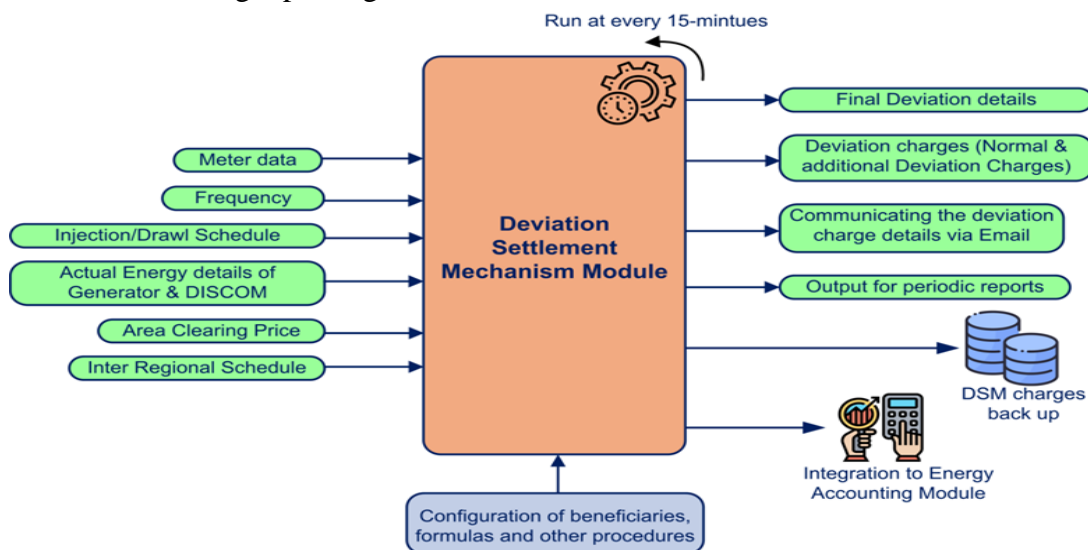 Run at every 15-mintues
Meter data
Frequency
Injection/Drawl Schedule
Actual Energy details of
Generator & DISCOM
Area Clearing Price
Inter Regional Schedule
Deviation
Settlement
Mechanism Module
Configuration of beneficiaries,
formulas and other procedures
Final Deviation details
Deviation charges (Normal &
additional Deviation Charges)
Communicating the deviation
charge details via Email
Output for periodic reports
DSM charges
back up
Integration to Energy
Accounting Module